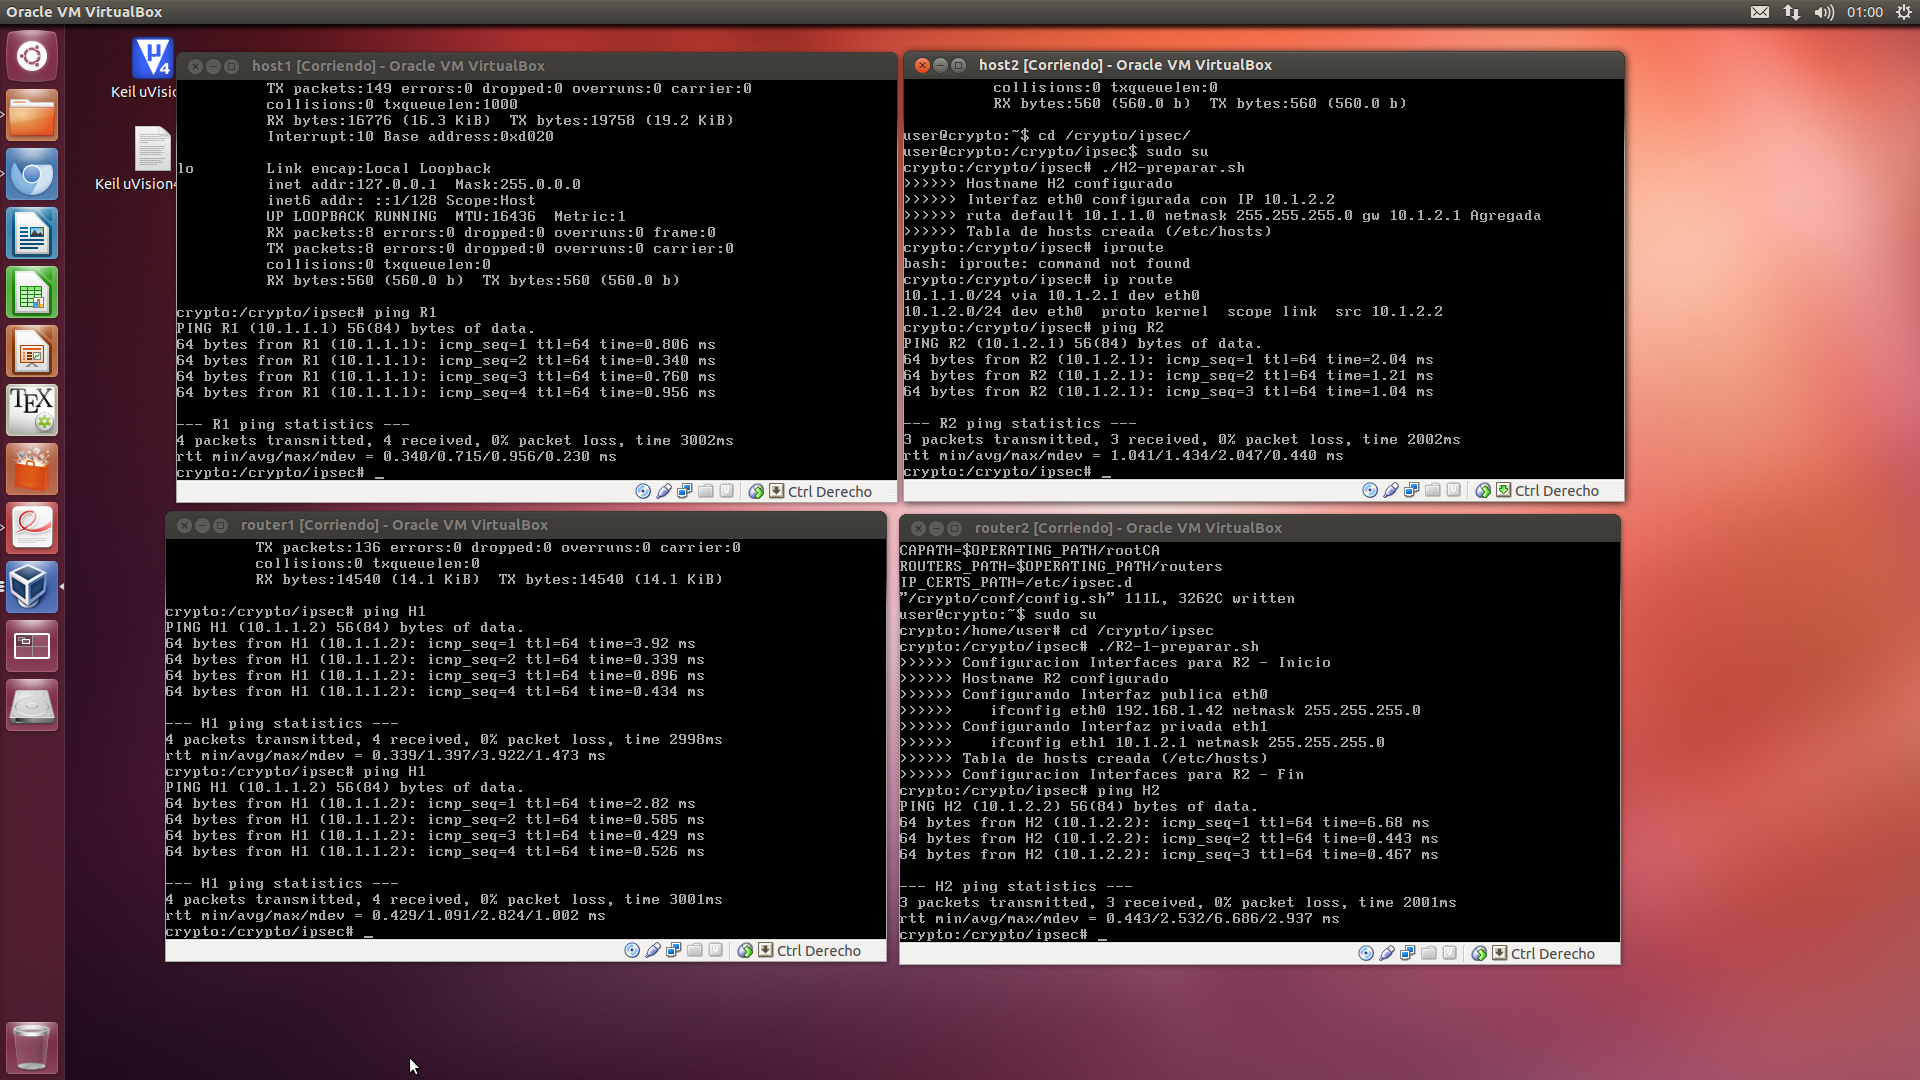 Oracle VM VirtualBox
01:00
Keil uVisio
Keil uVision4
host1 [Corriendo] - Oracle VM VirtualBox
TX packets:149 errors:0 dropped:0 overruns:0 carrier:0
collisions:0 txqueuelen:1000
RX bytes:16776 (16.3 KiB)  TX bytes:19758 (19.2 KiB)
Interrupt:10 Base address:0xd020
lo        Link encap:Local Loopback
inet addr:127.0.0.1  Mask:255.0.0.0
inet6 addr: ::1/128 Scope:Host
UP LOOPBACK RUNNING  MTU:16436  Metric:1
RX packets:8 errors:0 dropped:0 overruns:0 frame:0
TX packets:8 errors:0 dropped:0 overruns:0 carrier:0
collisions:0 txqueuelen:0
RX bytes:560 (560.0 b)  TX bytes:560 (560.0 b)
crypto:/crypto/ipsec# ping R1
PING R1 (10.1.1.1) 56(84) bytes of data.
64 bytes from R1 (10.1.1.1): icmp_seq=1 ttl=64 time=0.806 ms
64 bytes from R1 (10.1.1.1): icmp_seq=2 ttl=64 time=0.340 ms
64 bytes from R1 (10.1.1.1): icmp_seq=3 ttl=64 time=0.760 ms
64 bytes from R1 (10.1.1.1): icmp_seq=4 ttl=64 time=0.956 ms
--- R1 ping statistics ---
4 packets transmitted, 4 received, 0% packet loss, time 3002ms
rtt min/avg/max/mdev = 0.340/0.715/0.956/0.230 ms
crypto:/crypto/ipsec# _
Ctrl Derecho
host2 [Corriendo] - Oracle VM VirtualBox
collisions:0 txqueuelen:0
RX bytes:560 (560.0 b)  TX bytes:560 (560.0 b)
user@crypto:~$ cd /crypto/ipsec/
user@crypto:/crypto/ipsec$ sudo su
crypto:/crypto/ipsec# ./H2-preparar.sh
>>>>>> Hostname H2 configurado
>>>>>> Interfaz eth0 configurada con IP 10.1.2.2
>>>>>> ruta default 10.1.1.0 netmask 255.255.255.0 gw 10.1.2.1 Agregada
>>>>>> Tabla de hosts creada (/etc/hosts)
crypto:/crypto/ipsec# iproute
bash: iproute: command not found
crypto:/crypto/ipsec# ip route
10.1.1.0/24 via 10.1.2.1 dev eth0
10.1.2.0/24 dev eth0  proto kernel  scope link  src 10.1.2.2
crypto:/crypto/ipsec# ping R2
PING R2 (10.1.2.1) 56(84) bytes of data.
64 bytes from R2 (10.1.2.1): icmp_seq=1 ttl=64 time=2.04 ms
64 bytes from R2 (10.1.2.1): icmp_seq=2 ttl=64 time=1.21 ms
64 bytes from R2 (10.1.2.1): icmp_seq=3 ttl=64 time=1.04 ms
--- R2 ping statistics ---
3 packets transmitted, 3 received, 0% packet loss, time 2002ms
rtt min/avg/max/mdev = 1.041/1.434/2.047/0.440 ms
crypto:/crypto/ipsec# _
Ctrl Derecho
router1 [Corriendo] - Oracle VM VirtualBox
TX packets:136 errors:0 dropped:0 overruns:0 carrier:0
collisions:0 txqueuelen:0
RX bytes:14540 (14.1 KiB)  TX bytes:14540 (14.1 KiB)
crypto:/crypto/ipsec# ping H1
PING H1 (10.1.1.2) 56(84) bytes of data.
64 bytes from H1 (10.1.1.2): icmp_seq=1 ttl=64 time=3.92 ms
64 bytes from H1 (10.1.1.2): icmp_seq=2 ttl=64 time=0.339 ms
64 bytes from H1 (10.1.1.2): icmp_seq=3 ttl=64 time=0.896 ms
64 bytes from H1 (10.1.1.2): icmp_seq=4 ttl=64 time=0.434 ms
--- H1 ping statistics ---
4 packets transmitted, 4 received, 0% packet loss, time 2998ms
rtt min/avg/max/mdev = 0.339/1.397/3.922/1.473 ms
crypto:/crypto/ipsec# ping H1
PING H1 (10.1.1.2) 56(84) bytes of data.
64 bytes from H1 (10.1.1.2): icmp_seq=1 ttl=64 time=2.82 ms
64 bytes from H1 (10.1.1.2): icmp_seq=2 ttl=64 time=0.585 ms
64 bytes from H1 (10.1.1.2): icmp_seq=3 ttl=64 time=0.429 ms
64 bytes from H1 (10.1.1.2): icmp_seq=4 ttl=64 time=0.526 ms
--- H1 ping statistics ---
4 packets transmitted, 4 received, 0% packet loss, time 3001ms
rtt min/avg/max/mdev = 0.429/1.091/2.824/1.002 ms
crypto:/crypto/ipsec# _
Ctrl Derecho
router2 [Corriendo] - Oracle VM VirtualBox
CAPATH=$OPERATING_PATH/rootCA
ROUTERS_PATH=$OPERATING_PATH/routers
IP_CERTS_PATH=/etc/ipsec.d
"/crypto/conf/config.sh" 111L, 3262C written
user@crypto:~$ sudo su
crypto:/home/user# cd /crypto/ipsec
crypto:/crypto/ipsec# ./R2-1-preparar.sh
>>>>>> Configuracion Interfaces para R2 - Inicio
>>>>>> Hostname R2 configurado
>>>>>> Configurando Interfaz publica eth0
>>>>>>    ifconfig eth0 192.168.1.42 netmask 255.255.255.0
>>>>>> Configurando Interfaz privada eth1
>>>>>>    ifconfig eth1 10.1.2.1 netmask 255.255.255.0
>>>>>> Tabla de hosts creada (/etc/hosts)
>>>>>> Configuracion Interfaces para R2 - Fin
crypto:/crypto/ipsec# ping H2
PING H2 (10.1.2.2) 56(84) bytes of data.
64 bytes from H2 (10.1.2.2): icmp_seq=1 ttl=64 time=6.68 ms
64 bytes from H2 (10.1.2.2): icmp_seq=2 ttl=64 time=0.443 ms
64 bytes from H2 (10.1.2.2): icmp_seq=3 ttl=64 time=0.467 ms
--- H2 ping statistics ---
3 packets transmitted, 3 received, 0% packet loss, time 2001ms
rtt min/avg/max/mdev = 0.443/2.532/6.686/2.937 ms
crypto:/crypto/ipsec# _
Ctrl Derecho
TEX